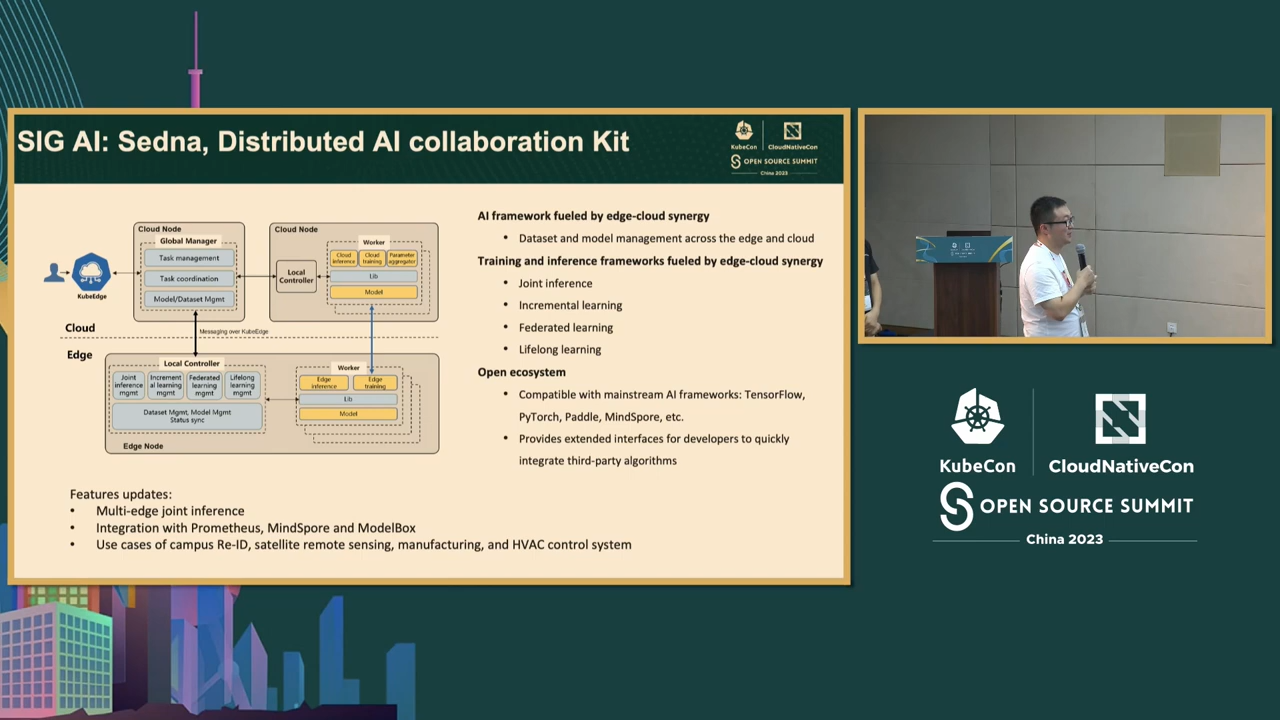 SIG AI: Sedna, Distributed AI collaboration Kit
KubeCon
CloudNativeCon
OPEN SOURCE SUMMIT
China 2023
Cloud Node
Global Manager
Task management
Task coordination
Model/Dataset Mgmt
KubeEdge
Cloud Node
Local
Controller
Worker
Cloud
inference
Cloud
training
Parameter
aggregator
Lib
Model
Cloud
Messaging over KubeEdge
Edge
Local Controller
Joint
inference
mgmt
Increment
al learning
mgmt
Federated
learning
mgmt
Lifelong
learning
mgmt
Dataset Mgmt, Model Mgmt
Status sync
Edge Node
Worker
Edge
inference
Edge
training
Lib
Model
AI framework fueled by edge-cloud synergy
• Dataset and model management across the edge and cloud
Training and inference frameworks fueled by edge-cloud synergy
• Joint inference
• Incremental learning
• Federated learning
• Lifelong learning
Open ecosystem
• Compatible with mainstream AI frameworks: TensorFlow,
PyTorch, Paddle, MindSpore, etc.
• Provides extended interfaces for developers to quickly
integrate third-party algorithms
Features updates:
• Multi-edge joint inference
• Integration with Prometheus, MindSpore and ModelBox
• Use cases of campus Re-ID, satellite remote sensing, manufacturing, and HVAC control system
KubeCon
CloudNativeCon
OPEN SOURCE SUMMIT
China 2023